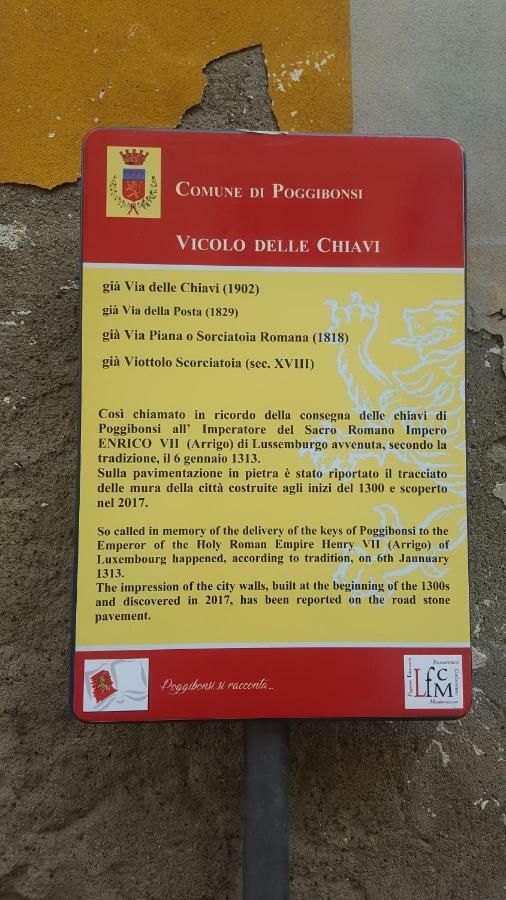 COMUNE DI POGGIBONSI
VICOLO DELLE CHIAVI
già Via delle Chiavi (1902)
già Via della Posta (1829)
già Via Piana o Sorciatoia Romana (1818)
già Viottolo Scorciatoia (sec. XVIII)
Così chiamato in ricordo della consegna delle chiavi di
Poggibonsi all' Imperatore del Sacro Romano Impero
ENRICO VII (Arrigo) di Lussemburgo avvenuta, secondo la
tradizione, il 6 gennaio 1313.
Sulla pavimentazione in pietra è stato riportato il tracciato
delle mura della città costruite agli inizi del 1300 e scoperto
nel 2017.
So called in memory of the delivery of the keys of Poggibonsi to the
Emperor of the Holy Roman Empire Henry VII (Arrigo) of
Luxembourg happened, according to tradition, on 6th Jannuary
1313.
The impression of the city walls, built at the beginning of the 1300s
and discovered in 2017, has been reported on the road stone
pavement.
Poggibonsi si racconta...
LfcM
FRANCESCO